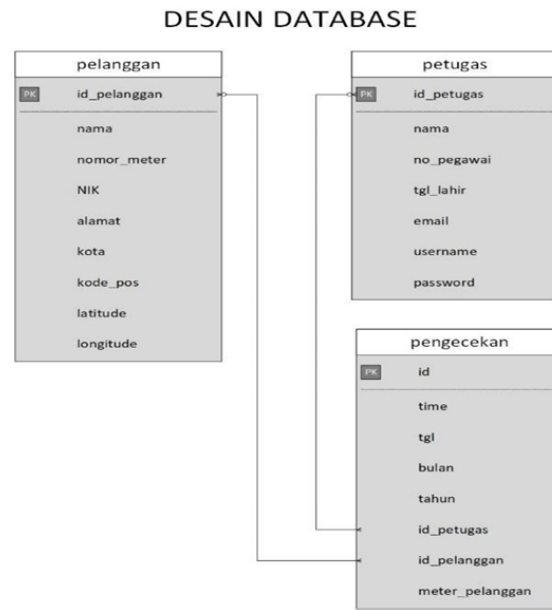 DESAIN DATABASE
pelanggan
PK id_pelanggan
nama
nomor_meter
NIK
alamat
kota
kode_pos
latitude
longitude
petugas
PK id_petugas
nama
no_pegawai
tgl_lahir
email
username
password
pengecekan
PK id
time
tgl
bulan
tahun
id_petugas
id_pelanggan
meter_pelanggan